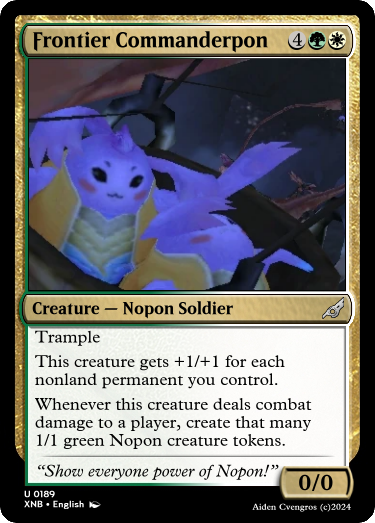 Frontier Commanderpon 4
Creature — Nopon Soldier
Trample
This creature gets +1/+1 for each
nonland permanent you control.
Whenever this creature deals combat
damage to a player, create that many
1/1 green Nopon creature tokens.
“Show everyone power of Nopon!”
0/0
U 0189
XNB • English
Aiden Cvengros (c)2024